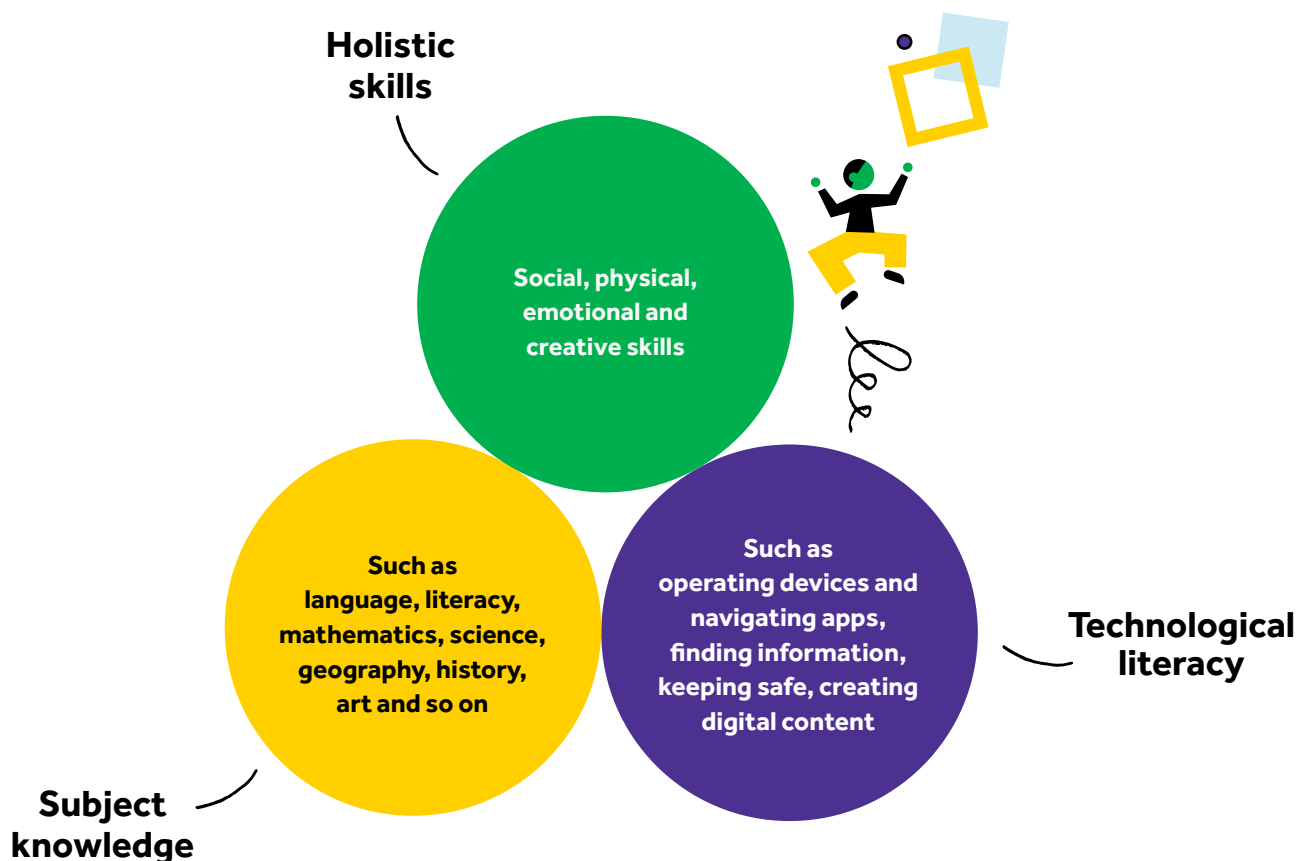 Holistic
skills
Social, physical,
emotional and
creative skills
Such as
language, literacy,
mathematics, science,
geography, history,
art and so on
Such as
operating devices and
navigating apps,
finding information,
keeping safe, creating
digital content
Technological
literacy
Subject
knowledge